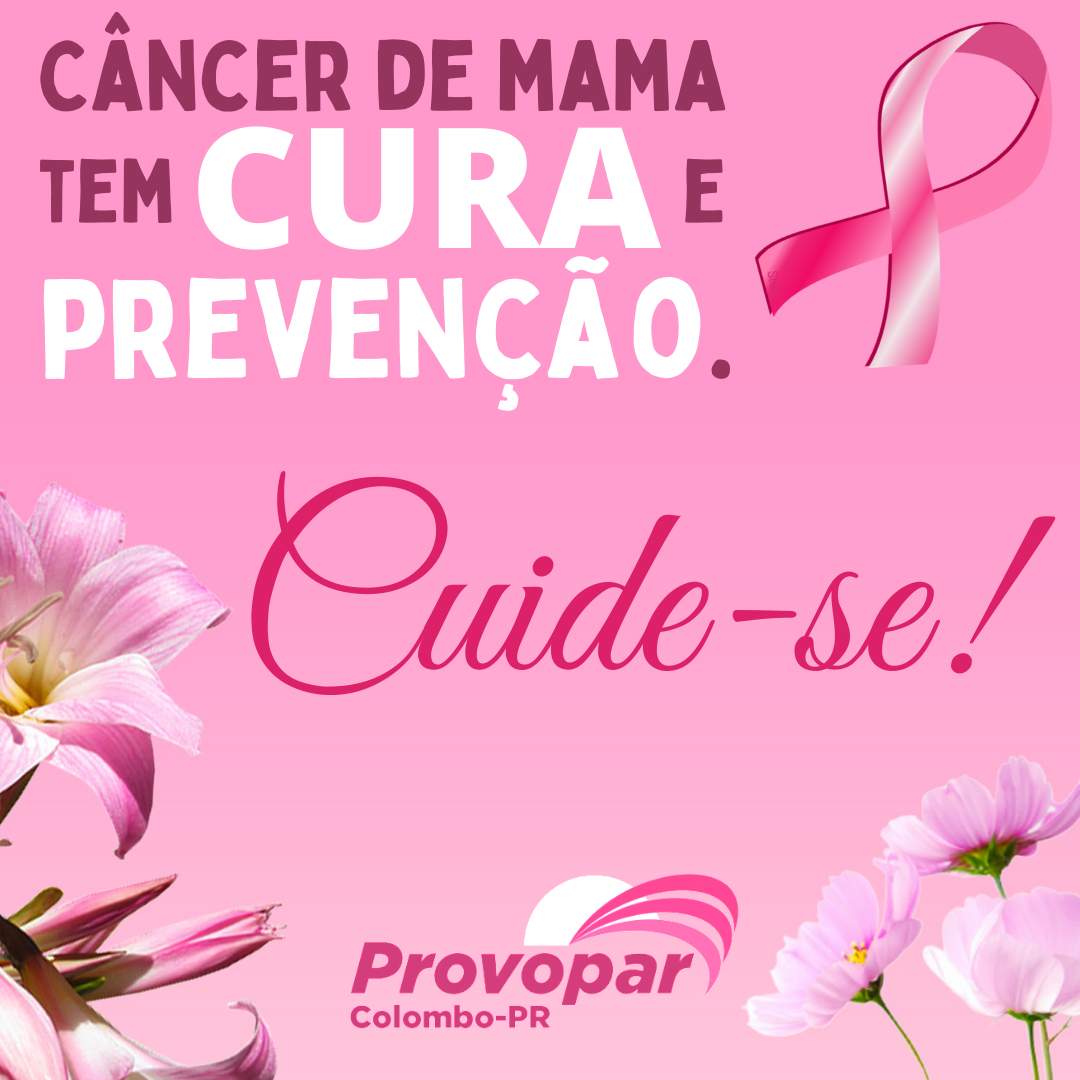 CÂNCER DE MAMA
TEM CURA E
PREVENÇÃO.
Cuide-se!
Provopar
Colombo-PR